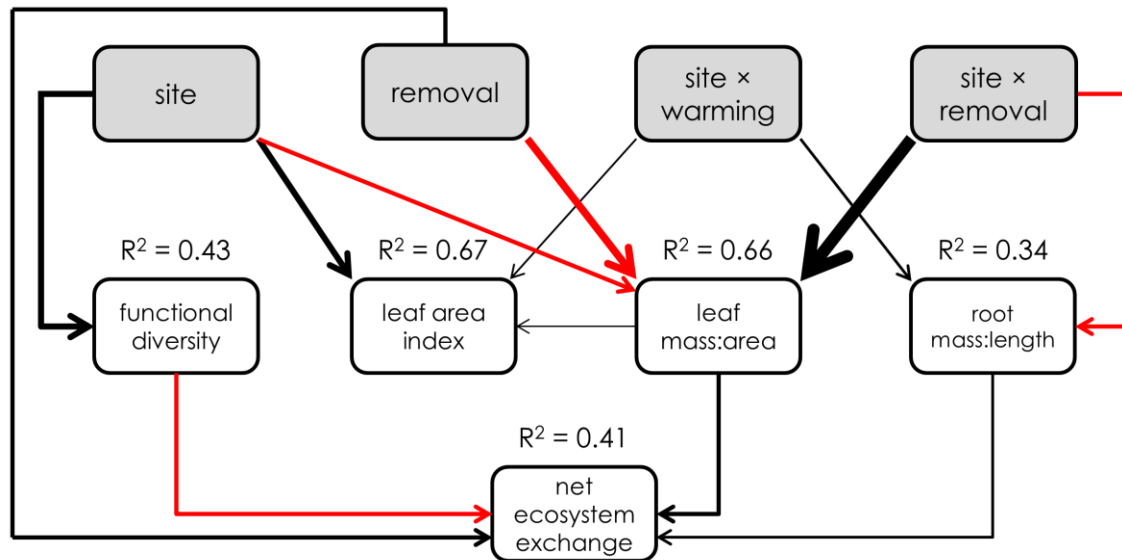 site
removal
site ×
warming
site ×
removal
R² = 0.43
R² = 0.67
R² = 0.66
R² = 0.34
functional
diversity
leaf area
index
leaf
mass:area
root
mass:length
R² = 0.41
net
ecosystem
exchange